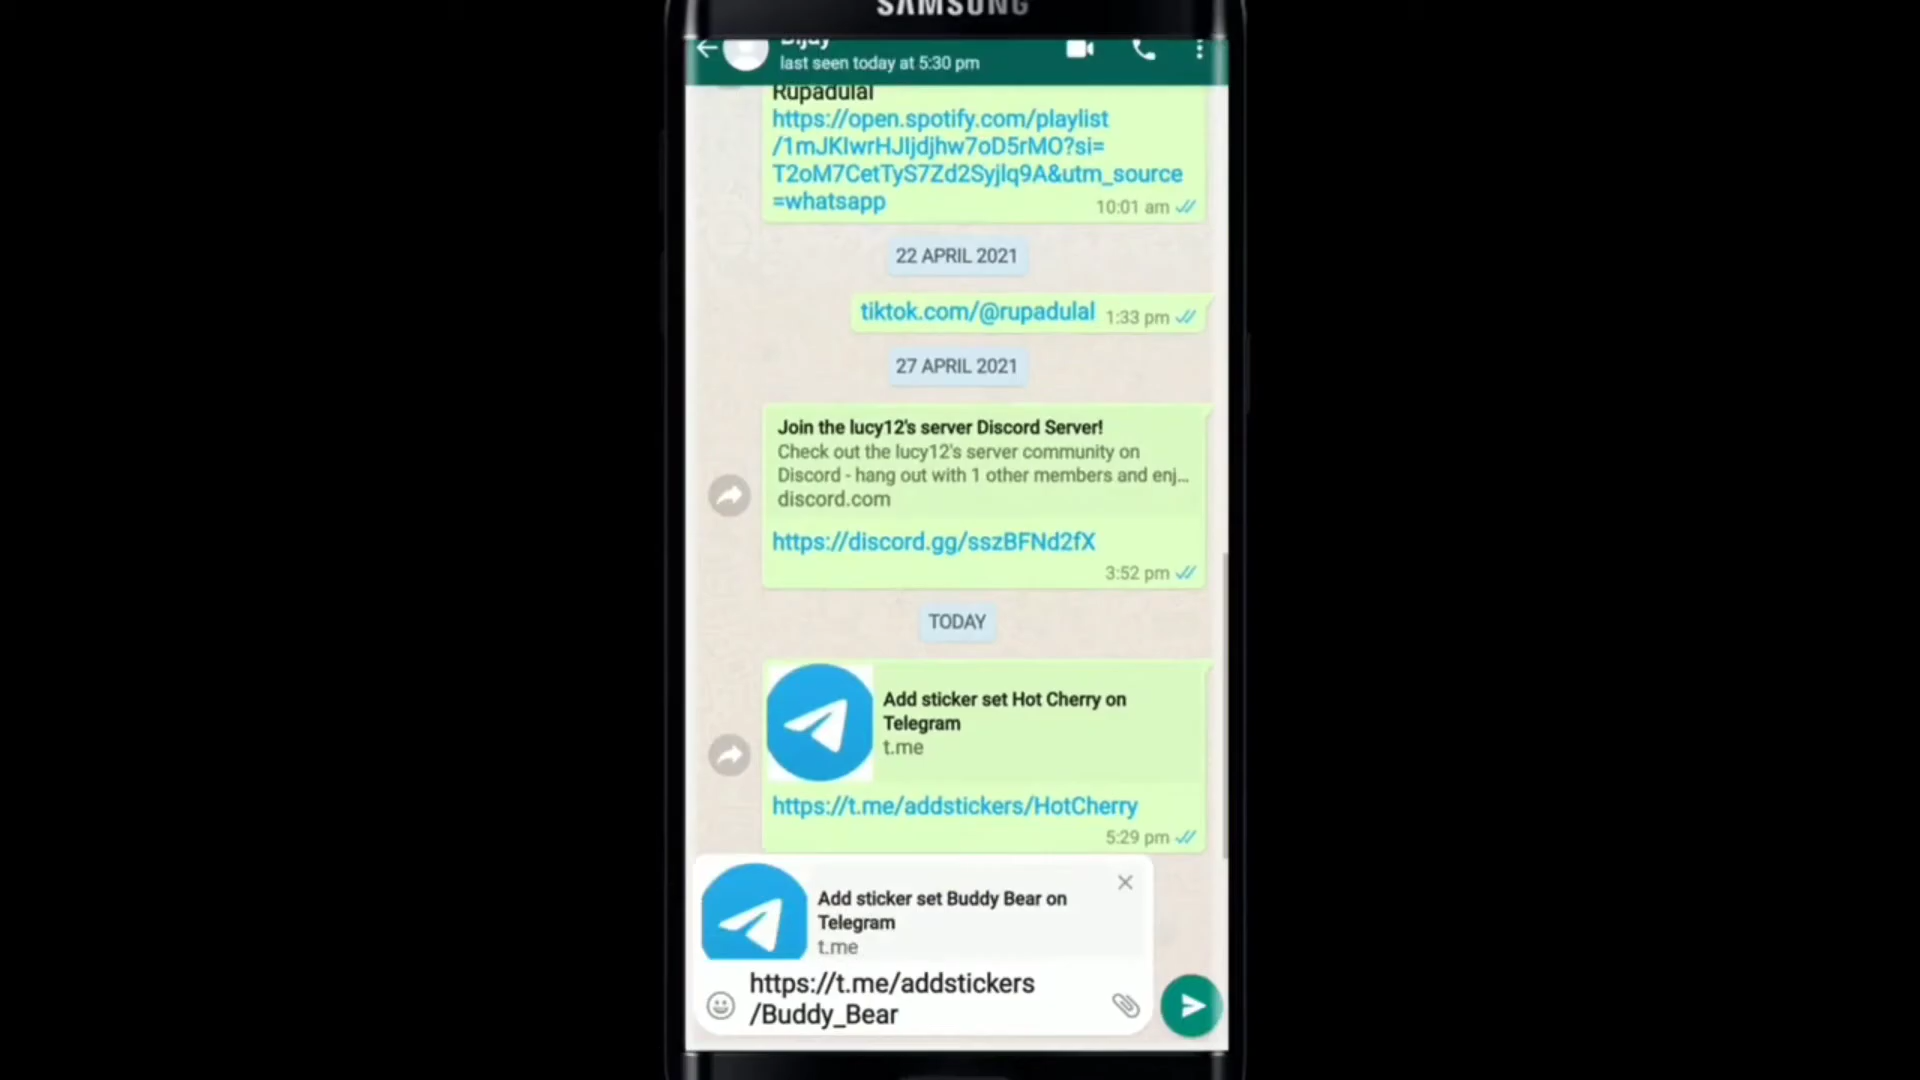 SAMSUNG
Bijay
last seen today at 5:30 pm
Rupadulal
https://open.spotify.com/playlist
/1mJKIwrHJIjdjhw7oD5rMO?si=
T2oM7CetTyS7Zd2Syjlq9A&utm_source
=whatsapp
10:01 am
22 APRIL 2021
tiktok.com/@rupadulal 1:33 pm
27 APRIL 2021
Join the lucy12's server Discord Server!
Check out the lucy12's server community on
Discord - hang out with 1 other members and enj...
discord.com
https://discord.gg/sszBFNd2fX
3:52 pm
TODAY
Add sticker set Hot Cherry on
Telegram
t.me
https://t.me/addstickers/HotCherry
5:29 pm
Add sticker set Buddy Bear on
Telegram
t.me
https://t.me/addstickers
/Buddy_Bear